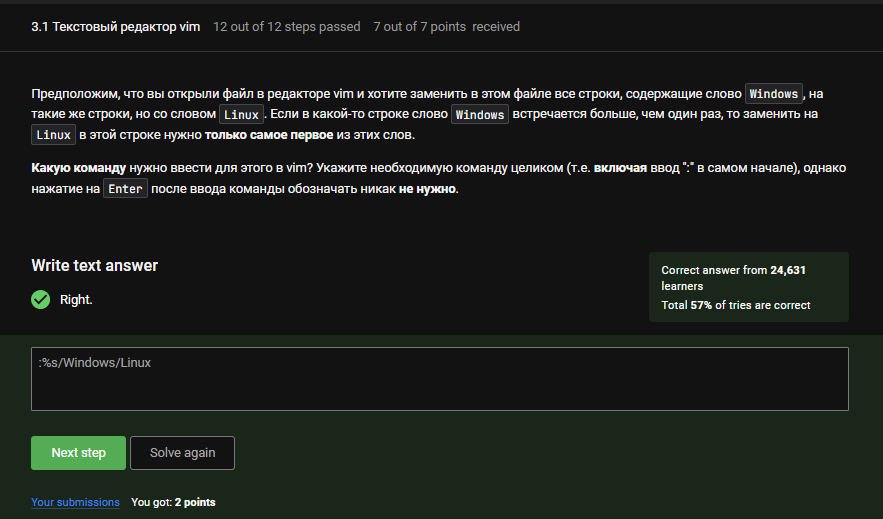 3.1 Текстовый редактор vim 12 out of 12 steps passed 7 out of 7 points received
Предположим, что вы открыли файл в редакторе vim и хотите заменить в этом файле все строки, содержащие слово Windows, на
такие же строки, но со словом Linux. Если в какой-то строке слово Windows встречается больше, чем один раз, то заменить на
Linux в этой строке нужно только самое первое из этих слов.
Какую команду нужно ввести для этого в vim? Укажите необходимую команду целиком (т.е. включая ввод ":" в самом начале), однако
нажатие на Enter после ввода команды обозначать никак не нужно.
Write text answer
Right.
Correct answer from 24,631
learners
Total 57% of tries are correct
:%s/Windows/Linux
Next step Solve again
Your submissions You got: 2 points